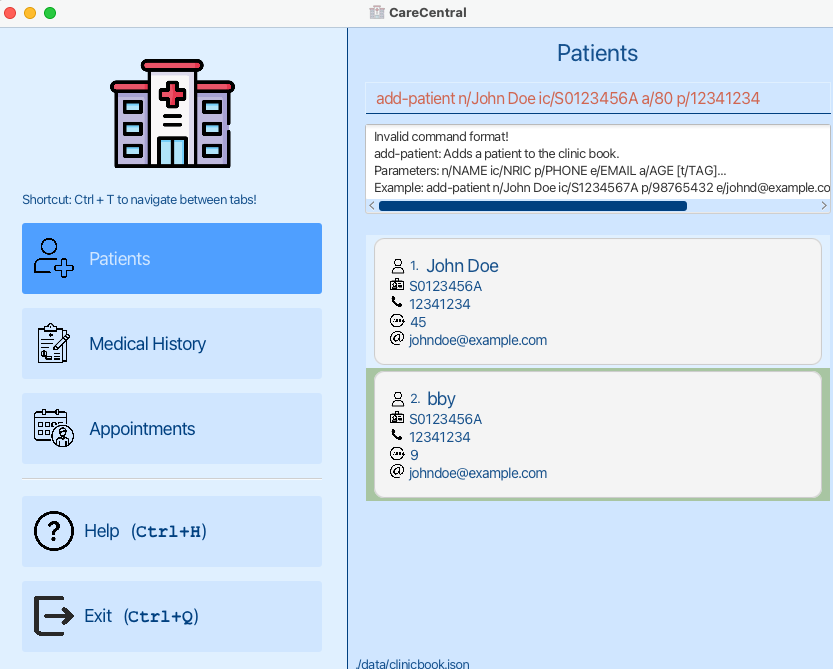 CareCentral
Shortcut: Ctrl + T to navigate between tabs!
Patients
Medical History
Appointments
Help (Ctrl+H)
Exit (Ctrl+Q)
Patients
add-patient n/John Doe ic/S0123456A a/80 p/12341234
Invalid command format!
add-patient: Adds a patient to the clinic book.
Parameters: n/NAME ic/NRIC p/PHONE e/EMAIL a/AGE [t/TAG]...
Example: add-patient n/John Doe ic/S1234567A p/98765432 e/johnd@example.co
1. John Doe
S0123456A
12341234
45
johndoe@example.com
2. bby
S0123456A
12341234
9
johndoe@example.com
./data/clinicbook.json